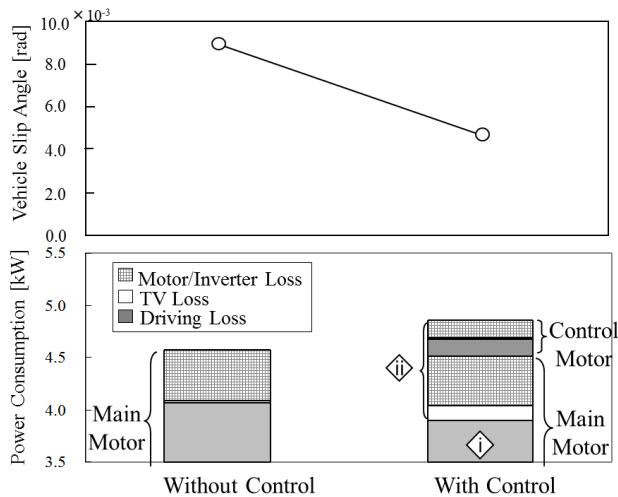 × 10⁻³
Vehicle Slip Angle [rad]
10.0
8.0
6.0
4.0
2.0
0.0
Power Consumption [kW]
5.5
5.0
4.5
4.0
3.5
Motor/Inverter Loss
TV Loss
Driving Loss
Main
Motor
ii
i
Control
Motor
Main
Motor
Without Control
With Control